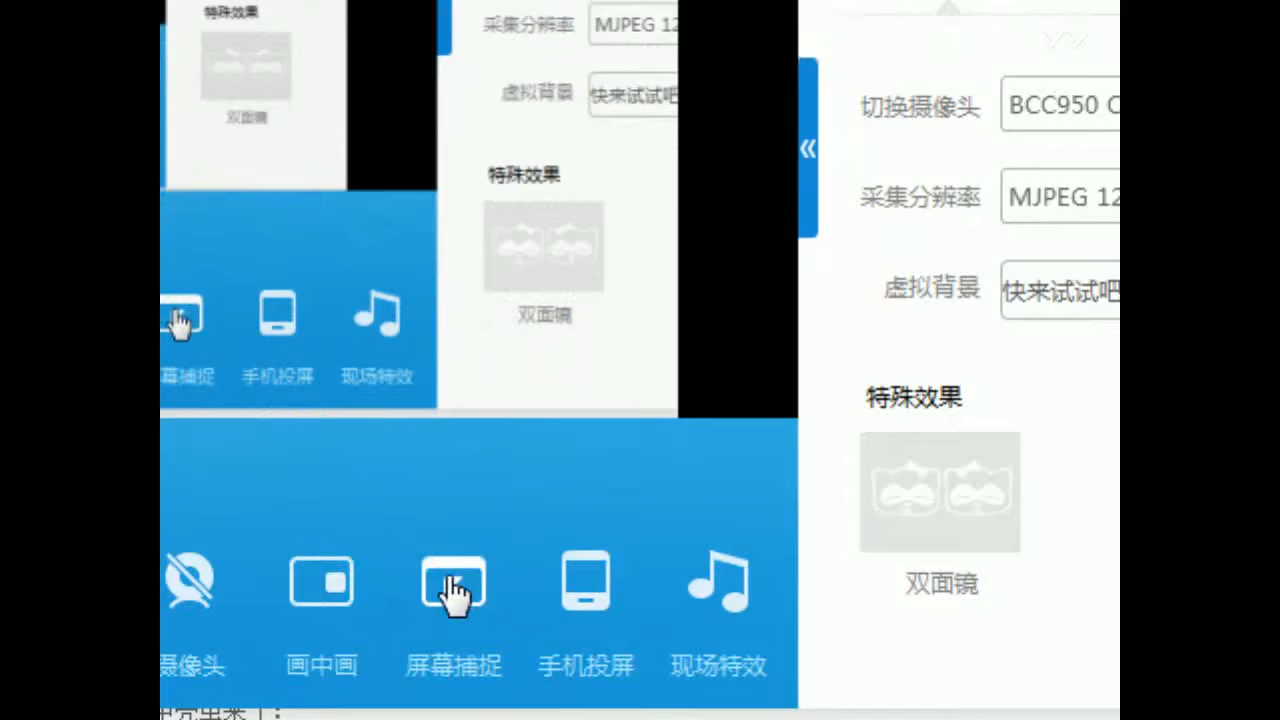 特殊效果
双面镜
采集分辨率 MJPEG 12
虚拟背景 快来试试吧
特殊效果
双面镜
幕捕捉 手机投屏 现场特效
切换摄像头 BCC950 C
采集分辨率 MJPEG 12
虚拟背景 快来试试吧
特殊效果
双面镜
摄像头 画中画 屏幕捕捉 手机投屏 现场特效